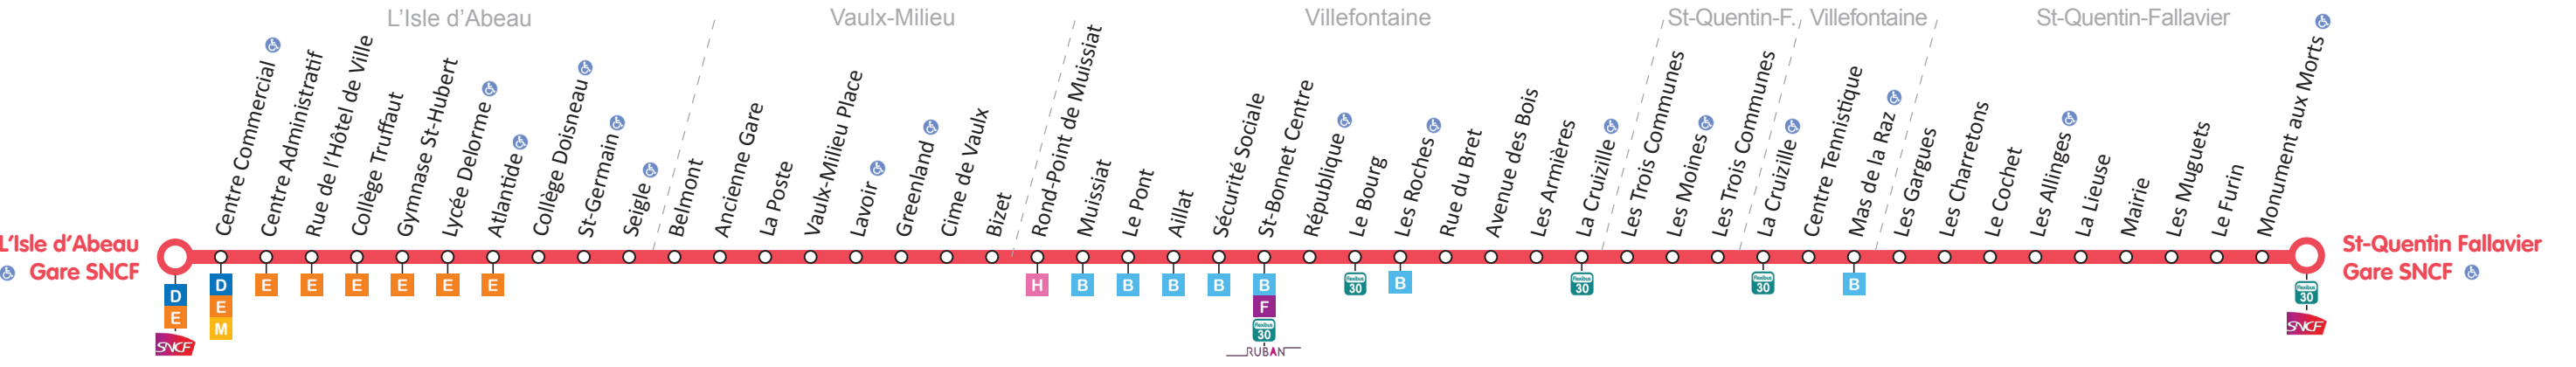 L'Isle d'Abeau
Vaulx-Milieu
Villefontaine
St-Quentin-F.
Villefontaine
St-Quentin-Fallavier
L'Isle d'Abeau
Gare SNCF
Centre Commercial
Centre Administratif
Rue de l'Hôtel de Ville
Collège Truffaut
Gymnase St-Hubert
Lycée Delorme
Atlantide
Collège Doisneau
St-Germain
Seigle
Belmont
Ancienne Gare
La Poste
Vaulx-Milieu Place
Lavoir
Greenland
Cime de Vaulx
Bizet
Rond-Point de Muissiat
Muissiat
Le Pont
Aillat
Sécurité Sociale
St-Bonnet Centre
République
Le Bourg
Les Roches
Rue du Bret
Avenue des Bois
Les Armières
La Cruizille
Les Trois Communes
Les Moines
Les Trois Communes
La Cruizille
Centre Tennistique
Mas de la Raz
Les Gargues
Les Charretons
Le Cochet
Les Allinges
La Lieuse
Mairie
Les Muguets
Le Furin
Monument aux Morts
St-Quentin Fallavier
Gare SNCF
D
E
SNCF
D
E
M
E
E
E
E
E
E
H
B
B
B
B
B
F
flexibus
30
RUBAN
flexibus
30
B
flexibus
30
flexibus
30
B
flexibus
30
SNCF